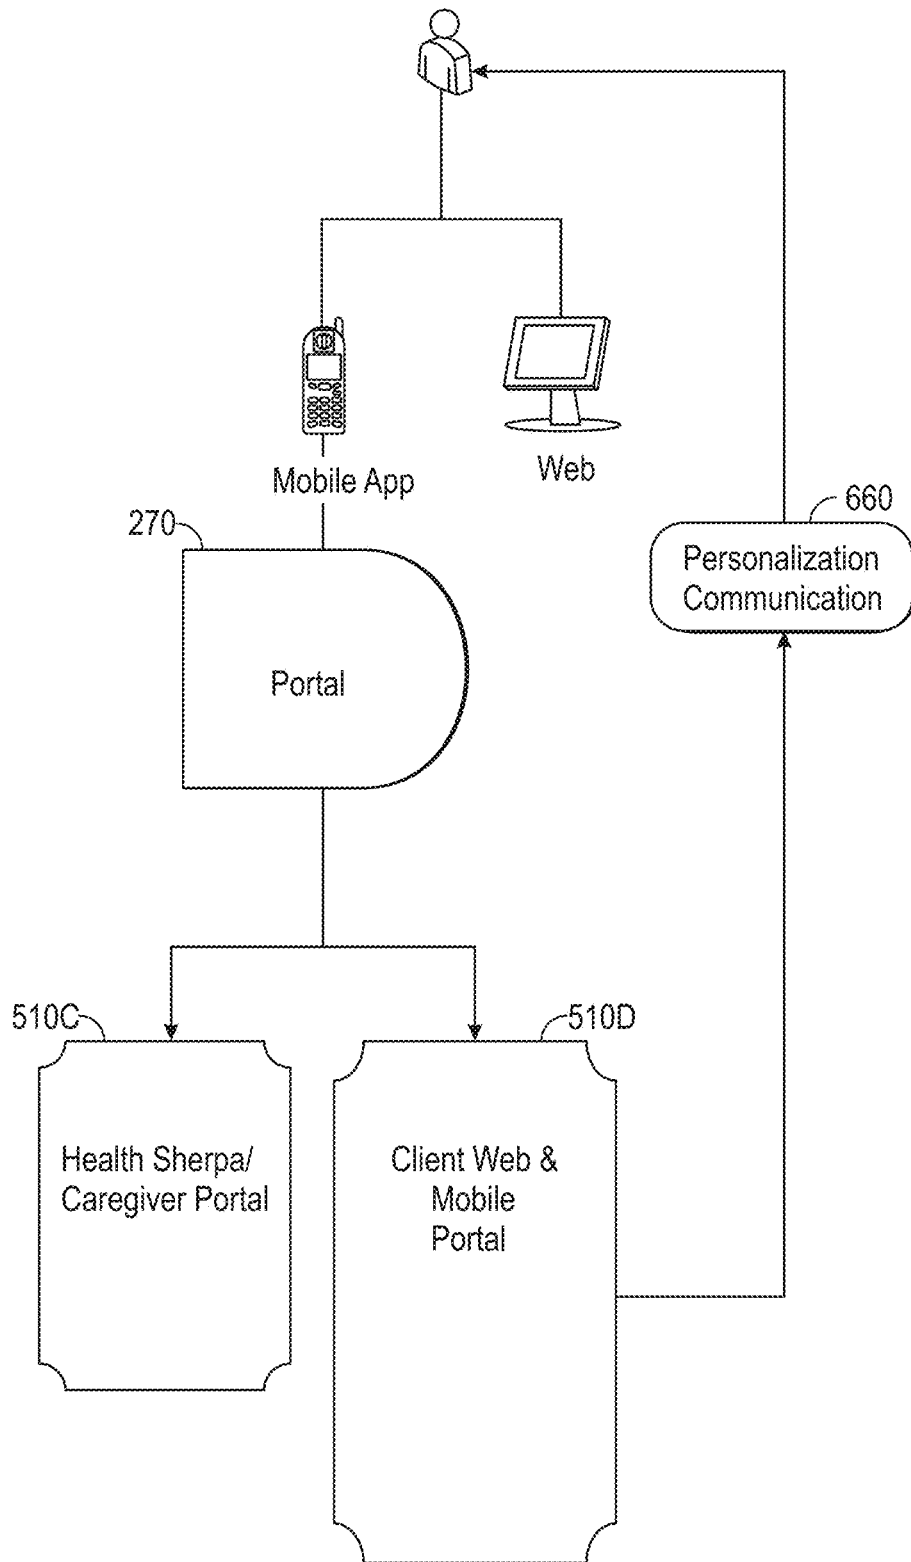 Mobile App
Web
270
660
Personalization
Communication
Portal
510C
510D
Health Sherpa/
Caregiver Portal
Client Web &
Mobile
Portal